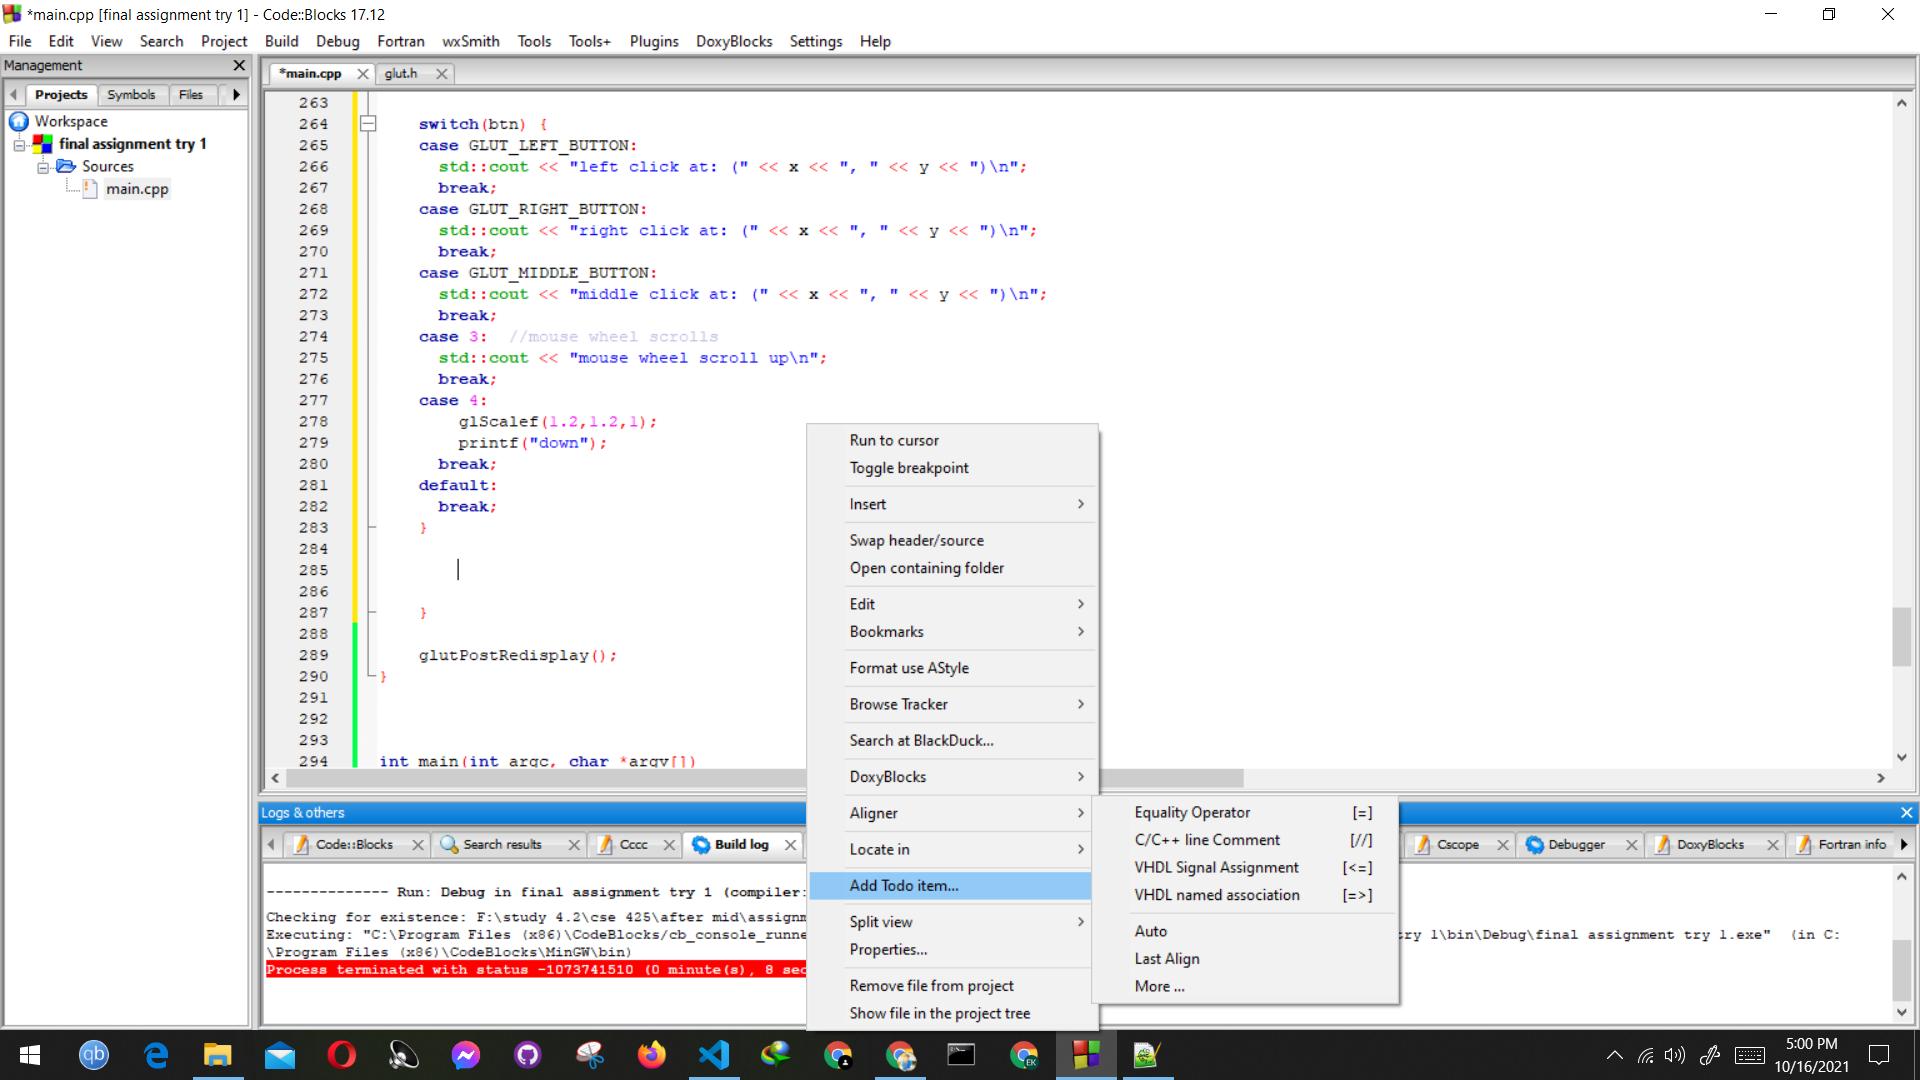 *main.cpp [final assignment try 1] - Code::Blocks 17.12
File Edit View Search Project Build Debug Fortran wxSmith Tools Tools+ Plugins DoxyBlocks Settings Help
Management
Projects Symbols Files
Workspace
final assignment try 1
Sources
main.cpp
*main.cpp glut.h
263
264 switch(btn) {
265 case GLUT_LEFT_BUTTON:
266 std::cout << "left click at: (" << x << ", " << y << ")\n";
267 break;
268 case GLUT_RIGHT_BUTTON:
269 std::cout << "right click at: (" << x << ", " << y << ")\n";
270 break;
271 case GLUT_MIDDLE_BUTTON:
272 std::cout << "middle click at: (" << x << ", " << y << ")\n";
273 break;
274 case 3: //mouse wheel scrolls
275 std::cout << "mouse wheel scroll up\n";
276 break;
277 case 4:
278 glScalef(1.2,1.2,1);
279 printf("down");
280 break;
281 default:
282 break;
283 }
284
285
286
287 }
288
289 glutPostRedisplay();
290 }
291
292
293
294 int main(int argc, char *argv[])
Run to cursor
Toggle breakpoint
Insert
Swap header/source
Open containing folder
Edit
Bookmarks
Format use AStyle
Browse Tracker
Search at BlackDuck...
DoxyBlocks
Aligner
Locate in
Add Todo item...
Split view
Properties...
Remove file from project
Show file in the project tree
Equality Operator [=]
C/C++ line Comment [//]
VHDL Signal Assignment [<=]
VHDL named association [=>]
Auto
Last Align
More ...
Logs & others
Code::Blocks Search results Cccc Build log Cscope Debugger DoxyBlocks Fortran info
-------------- Run: Debug in final assignment try 1 (compiler:
Checking for existence: F:\study 4.2\cse 425\after mid\assignm
Executing: "C:\Program Files (x86)\CodeBlocks/cb_console_runne ry 1\bin\Debug\final assignment try 1.exe" (in C:
\Program Files (x86)\CodeBlocks\MinGW\bin)
Process terminated with status -1073741510 (0 minute(s), 8 sec
qb
EK
5:00 PM
10/16/2021